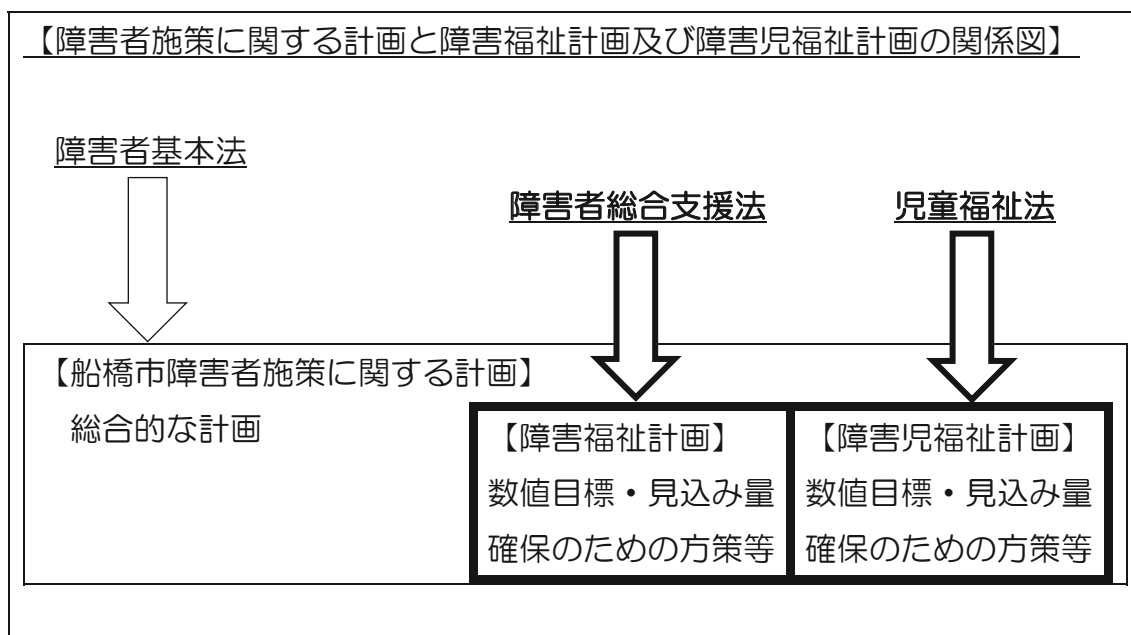 【障害者施策に関する計画と障害福祉計画及び障害児福祉計画の関係図】
障害者基本法
障害者総合支援法
児童福祉法
【船橋市障害者施策に関する計画】
総合的な計画
【障害福祉計画】
数値目標・見込み量
確保のための方策等
【障害児福祉計画】
数値目標・見込み量
確保のための方策等